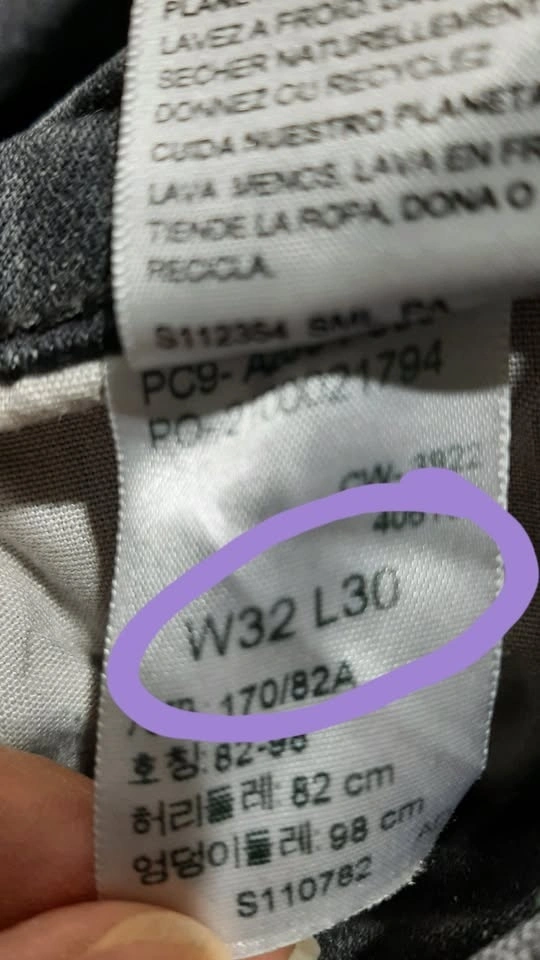 LAVEZ A FROID,
SECHER NATURELLEMENT
DONNEZ OU RECYCLEZ
CUIDA NUESTRO PLANETA
LAVA MENOS, LAVA EN
TIENDE LA ROPA, DONA O
RECICLA.
S112354
PC9-
W32 L30
170/82A
호칭: 82-98
허리둘레: 82 cm
엉덩이둘레: 98 cm
S110782